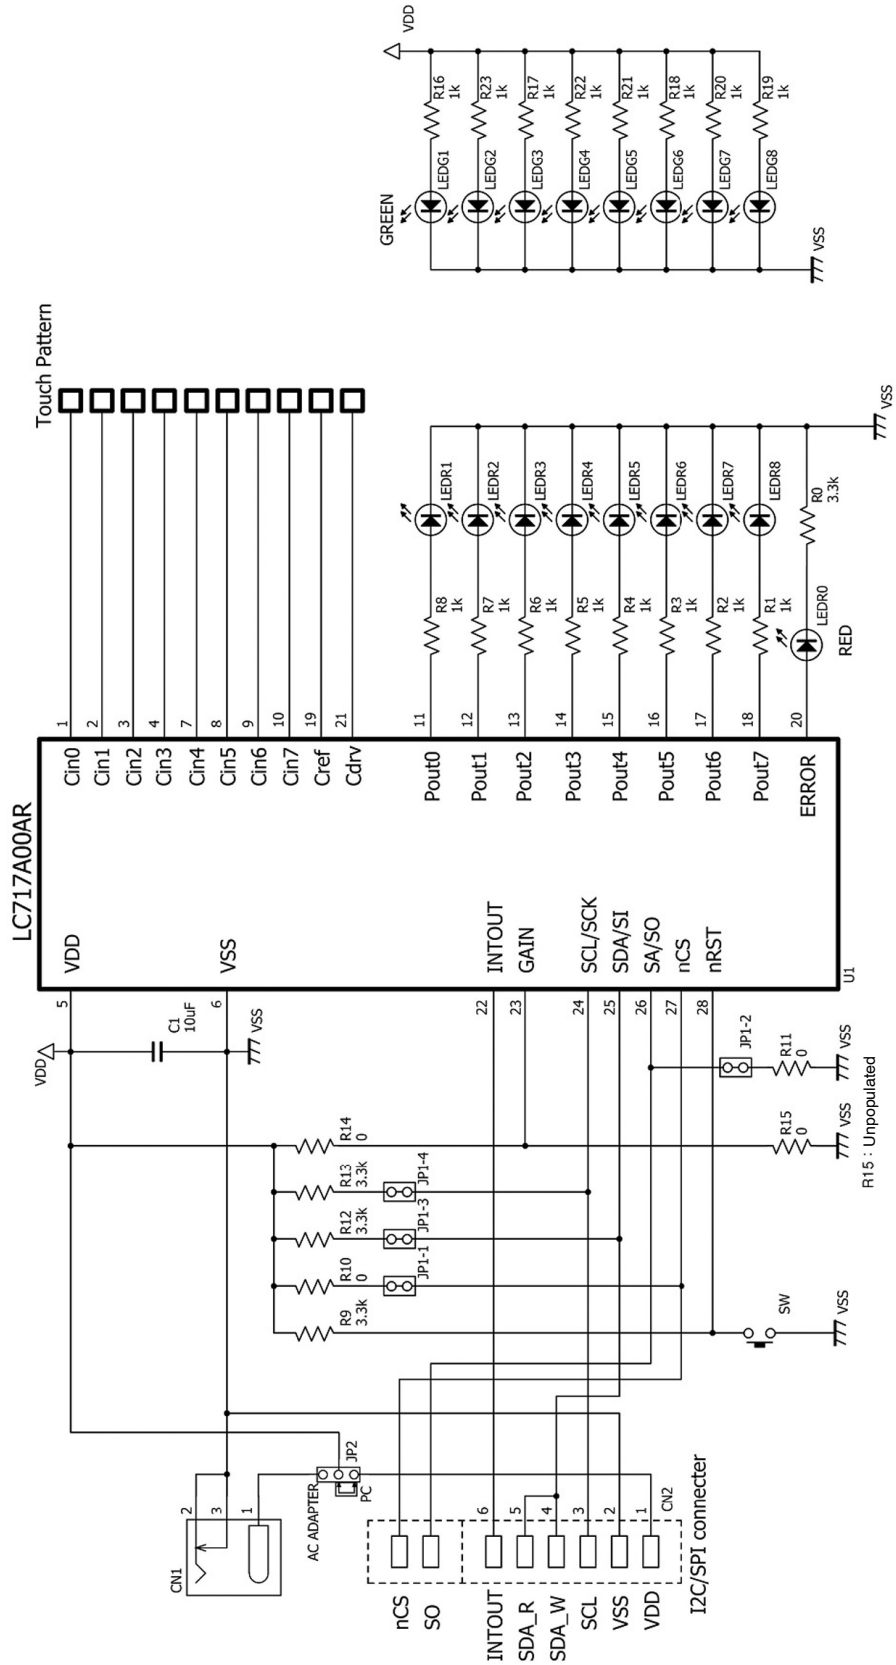 LC717A00AR
U1
VDD
VSS
INTOUT
GAIN
SCL/SCK
SDA/SI
SA/SO
nCS
nRST
5
6
22
23
24
25
26
27
28
Cin0
Cin1
Cin2
Cin3
Cin4
Cin5
Cin6
Cin7
Cref
Cdrv
Pout0
Pout1
Pout2
Pout3
Pout4
Pout5
Pout6
Pout7
ERROR
1
2
3
4
7
8
9
10
19
21
11
12
13
14
15
16
17
18
20
Touch Pattern
R8
1k
R7
1k
R6
1k
R5
1k
R4
1k
R3
1k
R2
1k
R1
1k
LEDR1
LEDR2
LEDR3
LEDR4
LEDR5
LEDR6
LEDR7
LEDR8
LEDR0
RED
R0
3.3k
VSS
GREEN
LEDG1
LEDG2
LEDG3
LEDG4
LEDG5
LEDG6
LEDG7
LEDG8
R16
1k
R23
1k
R17
1k
R22
1k
R21
1k
R18
1k
R20
1k
R19
1k
VDD
VSS
VDD
C1
10uF
VSS
R14
0
R13
3.3k
R12
3.3k
R10
0
R9
3.3k
JP1-4
JP1-3
JP1-1
JP1-2
R11
0
VSS
R15
0
VSS
R15 : Unpopulated
SW
VSS
CN1
2
3
1
AC ADAPTER
JP2
PC
nCS
SO
INTOUT
SDA_R
SDA_W
SCL
VSS
VDD
6
5
4
3
2
1
CN2
I2C/SPI connecter